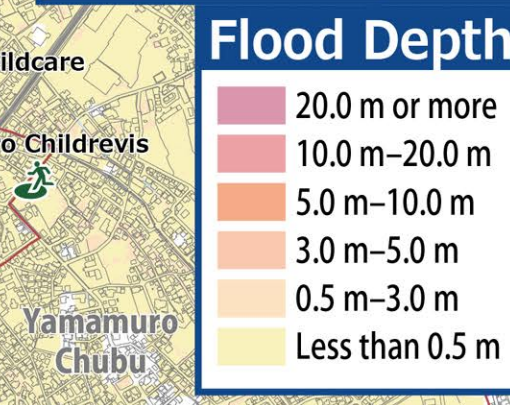 ildcare
o Childrevis
Yamamuro
Chubu
Flood Depth
20.0 m or more
10.0 m–20.0 m
5.0 m–10.0 m
3.0 m–5.0 m
0.5 m–3.0 m
Less than 0.5 m